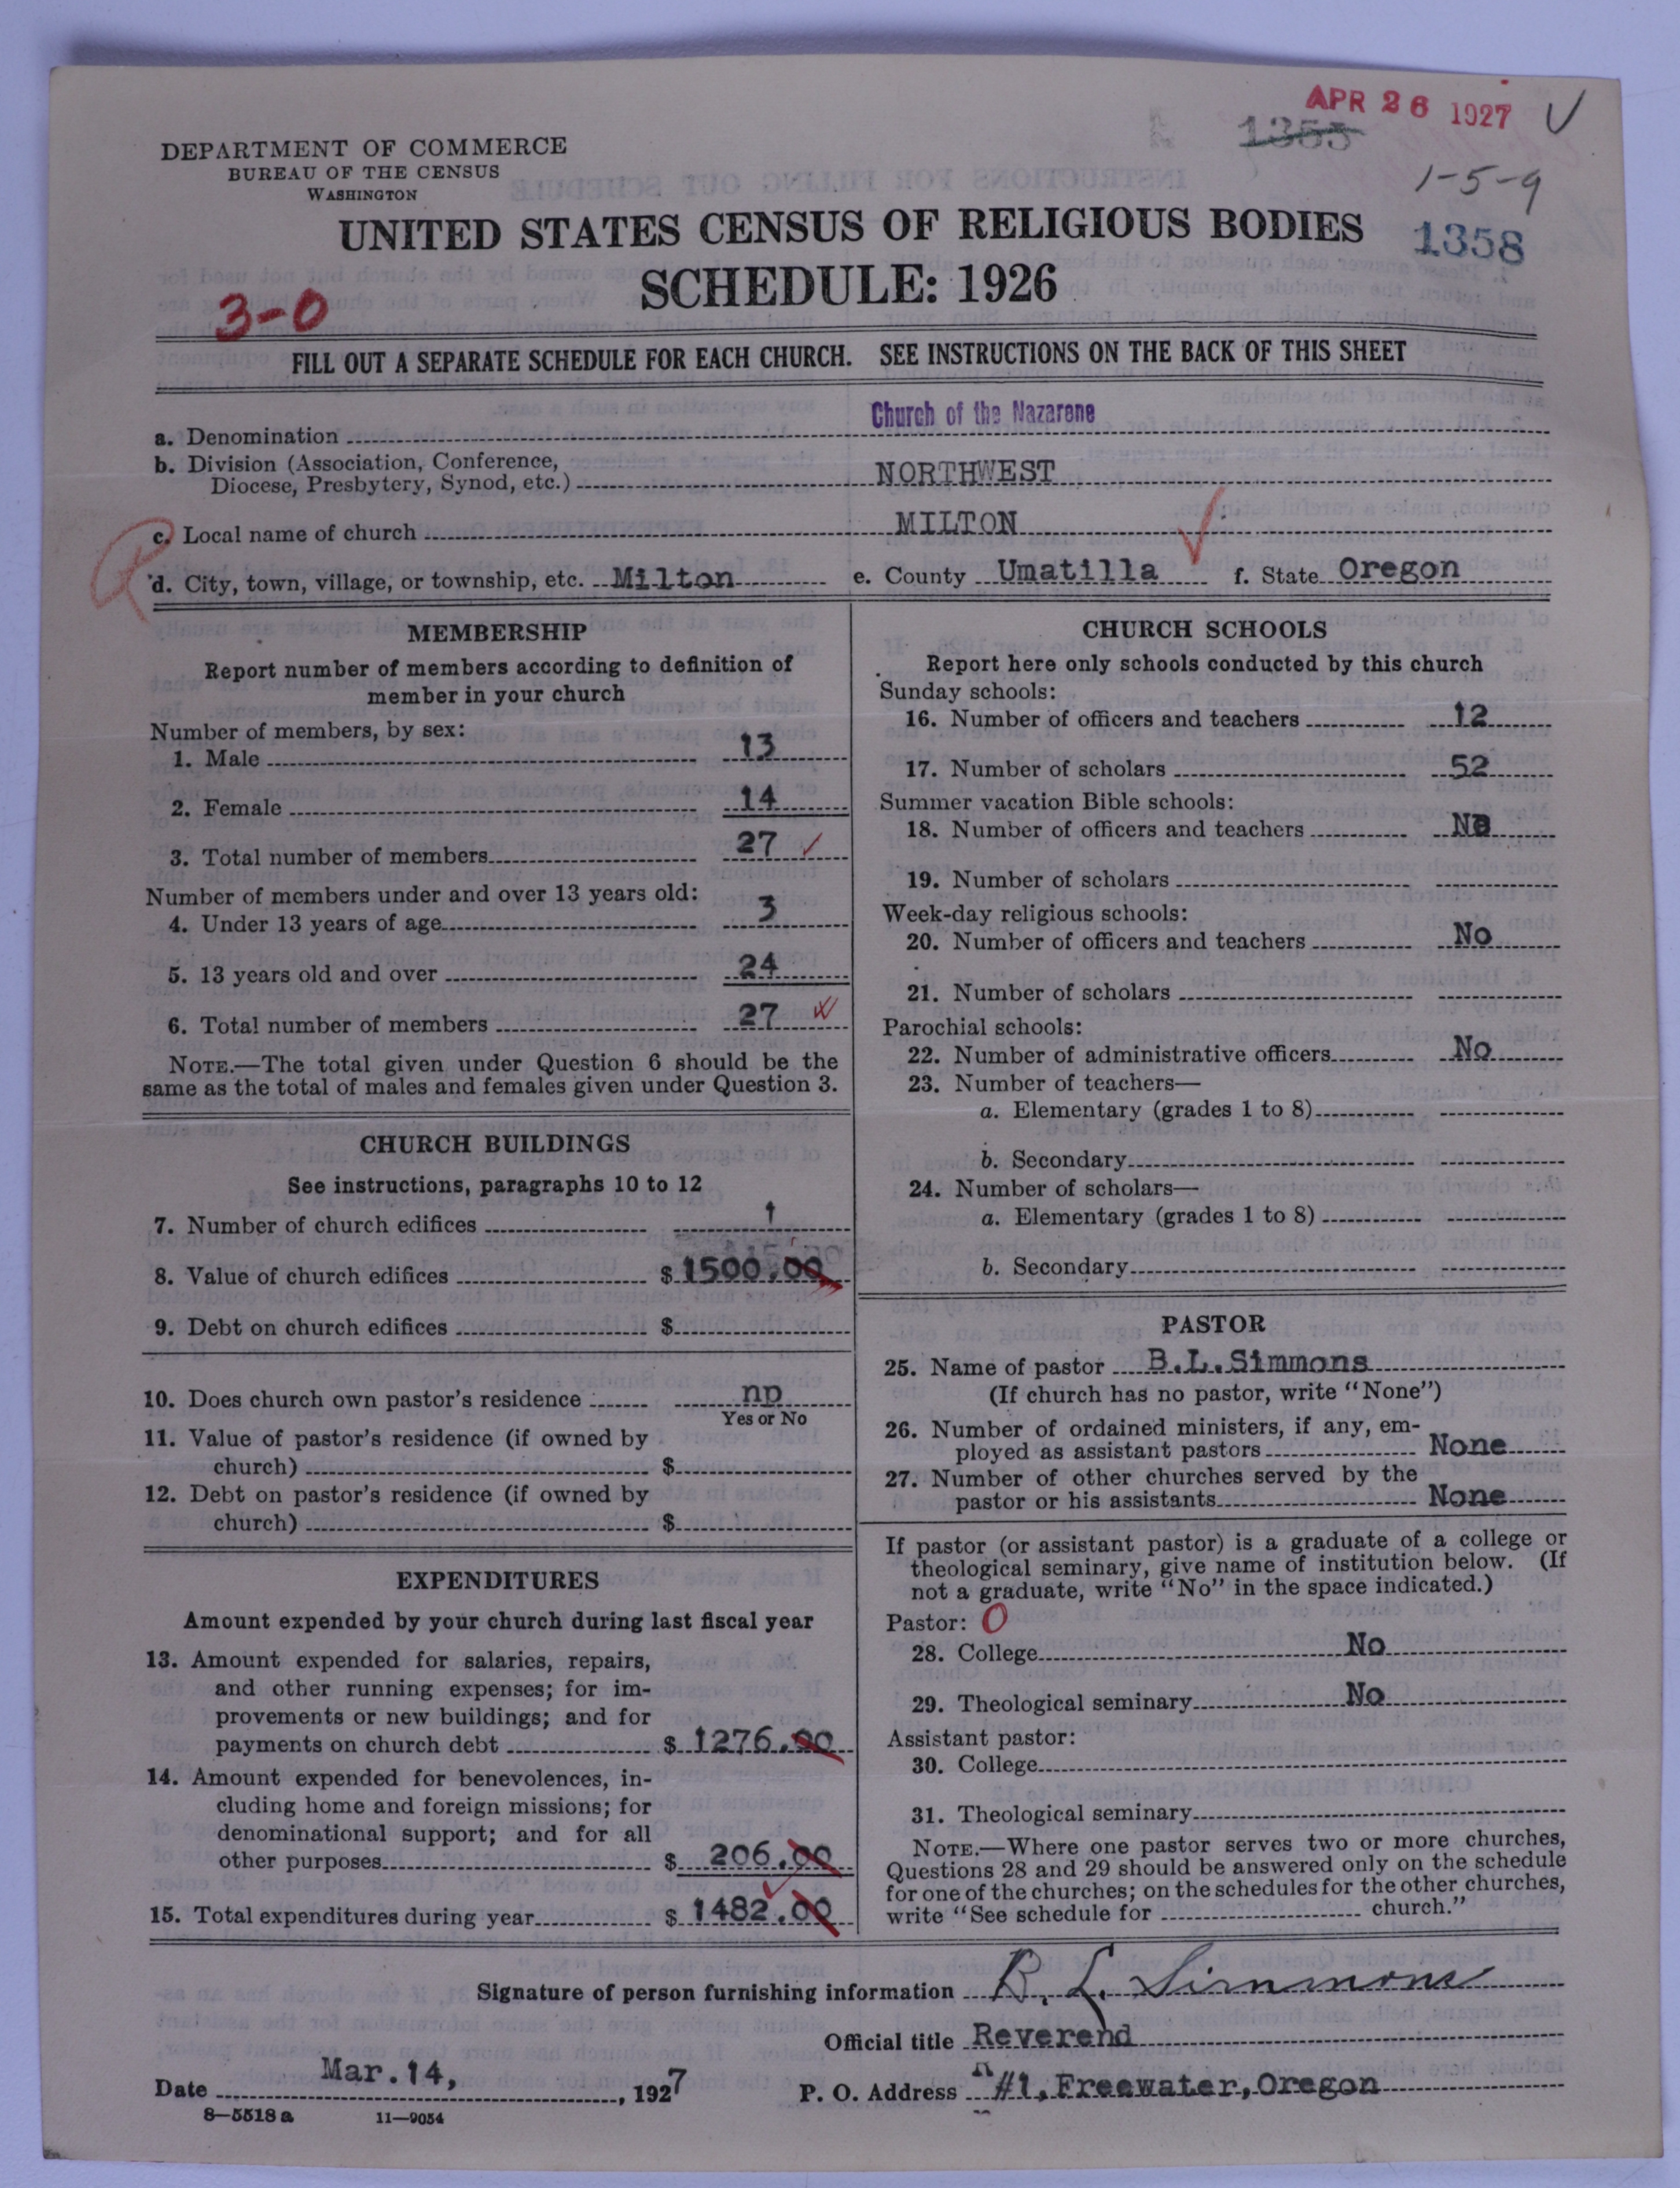 APR 26 1927 V
1355
DEPARTMENT OF COMMERCE
BUREAU OF THE CENSUS
WASHINGTON
1-5-9
UNITED STATES CENSUS OF RELIGIOUS BODIES
1358
SCHEDULE: 1926
3-0
FILL OUT A SEPARATE SCHEDULE FOR EACH CHURCH. SEE INSTRUCTIONS ON THE BACK OF THIS SHEET
a. Denomination Church of the Nazarene
b. Division (Association, Conference,
Diocese, Presbytery, Synod, etc.) NORTHWEST
c. Local name of church MILTON
d. City, town, village, or township, etc. Milton e. County Umatilla f. State Oregon
MEMBERSHIP
Report number of members according to definition of
member in your church
Number of members, by sex:
1. Male 13
2. Female 14
3. Total number of members 27
Number of members under and over 13 years old:
4. Under 13 years of age 3
5. 13 years old and over 24
6. Total number of members 27
NOTE.—The total given under Question 6 should be the
same as the total of males and females given under Question 3.
CHURCH BUILDINGS
See instructions, paragraphs 10 to 12
7. Number of church edifices 1
8. Value of church edifices $ 1500.00
9. Debt on church edifices $
10. Does church own pastor's residence np
Yes or No
11. Value of pastor's residence (if owned by
church) $
12. Debt on pastor's residence (if owned by
church) $
EXPENDITURES
Amount expended by your church during last fiscal year
13. Amount expended for salaries, repairs,
and other running expenses; for im-
provements or new buildings; and for
payments on church debt $ 1276.00
14. Amount expended for benevolences, in-
cluding home and foreign missions; for
denominational support; and for all
other purposes $ 206.00
15. Total expenditures during year $ 1482.00
CHURCH SCHOOLS
Report here only schools conducted by this church
Sunday schools:
16. Number of officers and teachers 12
17. Number of scholars 52
Summer vacation Bible schools:
18. Number of officers and teachers No
19. Number of scholars
Week-day religious schools:
20. Number of officers and teachers No
21. Number of scholars
Parochial schools:
22. Number of administrative officers No
23. Number of teachers—
a. Elementary (grades 1 to 8)
b. Secondary
24. Number of scholars—
a. Elementary (grades 1 to 8)
b. Secondary
PASTOR
25. Name of pastor B.L.Simmons
(If church has no pastor, write "None")
26. Number of ordained ministers, if any, em-
ployed as assistant pastors None
27. Number of other churches served by the
pastor or his assistants None
If pastor (or assistant pastor) is a graduate of a college or
theological seminary, give name of institution below. (If
not a graduate, write "No" in the space indicated.)
Pastor: O
28. College No
29. Theological seminary No
Assistant pastor:
30. College
31. Theological seminary
NOTE.—Where one pastor serves two or more churches,
Questions 28 and 29 should be answered only on the schedule
for one of the churches; on the schedules for the other churches,
write "See schedule for church."
Signature of person furnishing information B. L. Simmons
Official title Reverend
Date Mar.14, , 1927 P. O. Address R #1, Freewater, Oregon
8—5518 a 11—9054